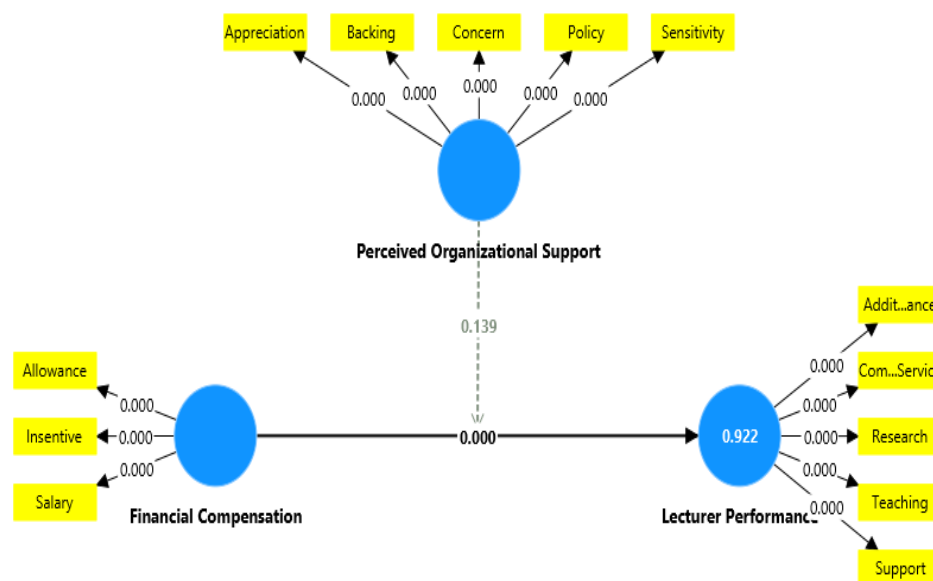 Appreciation
Backing
Concern
Policy
Sensitivity
0.000
0.000
0.000
0.000
0.000
Perceived Organizational Support
0.139
Allowance
Insentive
Salary
0.000
0.000
0.000
Financial Compensation
0.000
0.922
Lecturer Performance
0.000
0.000
0.000
0.000
0.000
Addit...ance
Com...Servic
Research
Teaching
Support